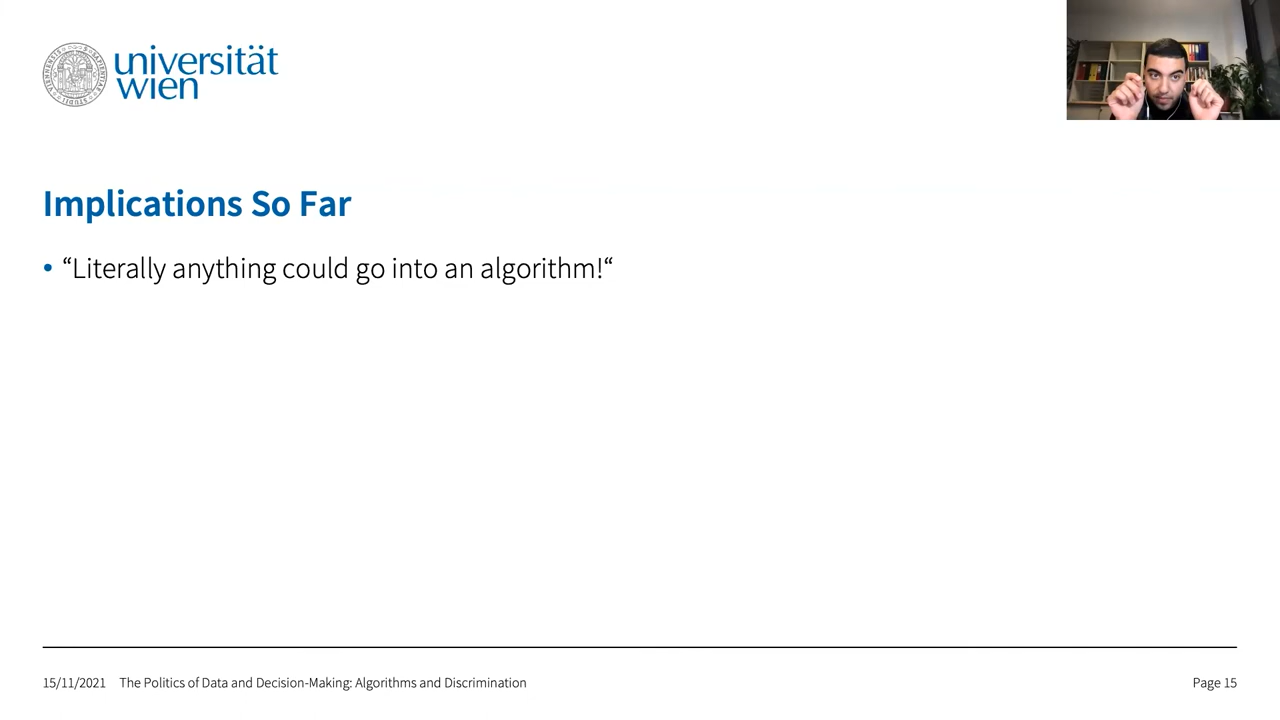 universität
wien
Implications So Far
• “Literally anything could go into an algorithm!“
15/11/2021 The Politics of Data and Decision-Making: Algorithms and Discrimination Page 15